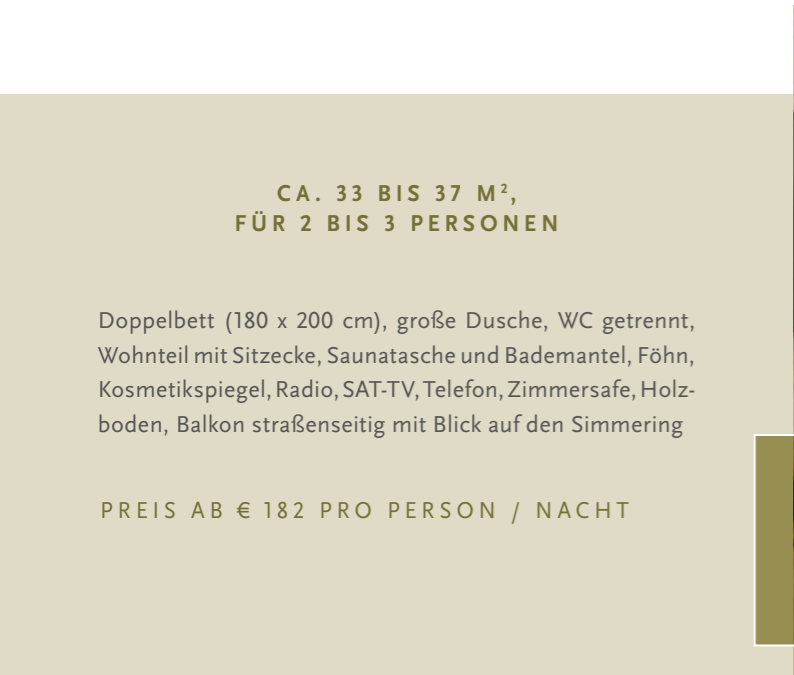 CA. 33 BIS 37 M²,
FÜR 2 BIS 3 PERSONEN
Doppelbett (180 x 200 cm), große Dusche, WC getrennt,
Wohnteil mit Sitzecke, Saunatasche und Bademantel, Föhn,
Kosmetikspiegel, Radio, SAT-TV, Telefon, Zimmersafe, Holz-
boden, Balkon straßenseitig mit Blick auf den Simmering
PREIS AB € 182 PRO PERSON / NACHT